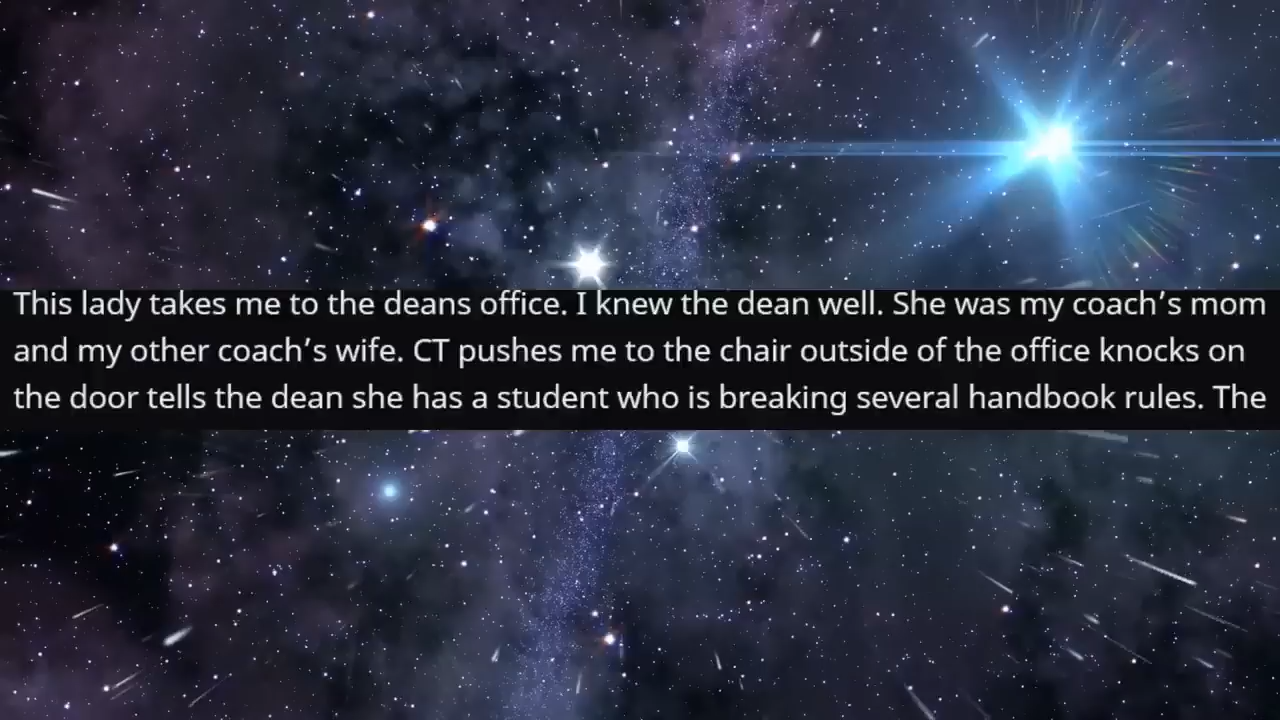 This lady takes me to the deans office. I knew the dean well. She was my coach’s mom
and my other coach’s wife. CT pushes me to the chair outside of the office knocks on
the door tells the dean she has a student who is breaking several handbook rules. The